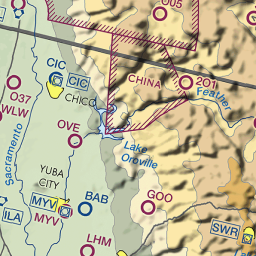 O05
CIC
CIC
CHINA
2O1
O37
CHICO
Feather
WLW
Sacramento
OVE
Lake
Oroville
YUBA
CITY
MYV
BAB
GOO
ILA
MYV
SWR
LHM